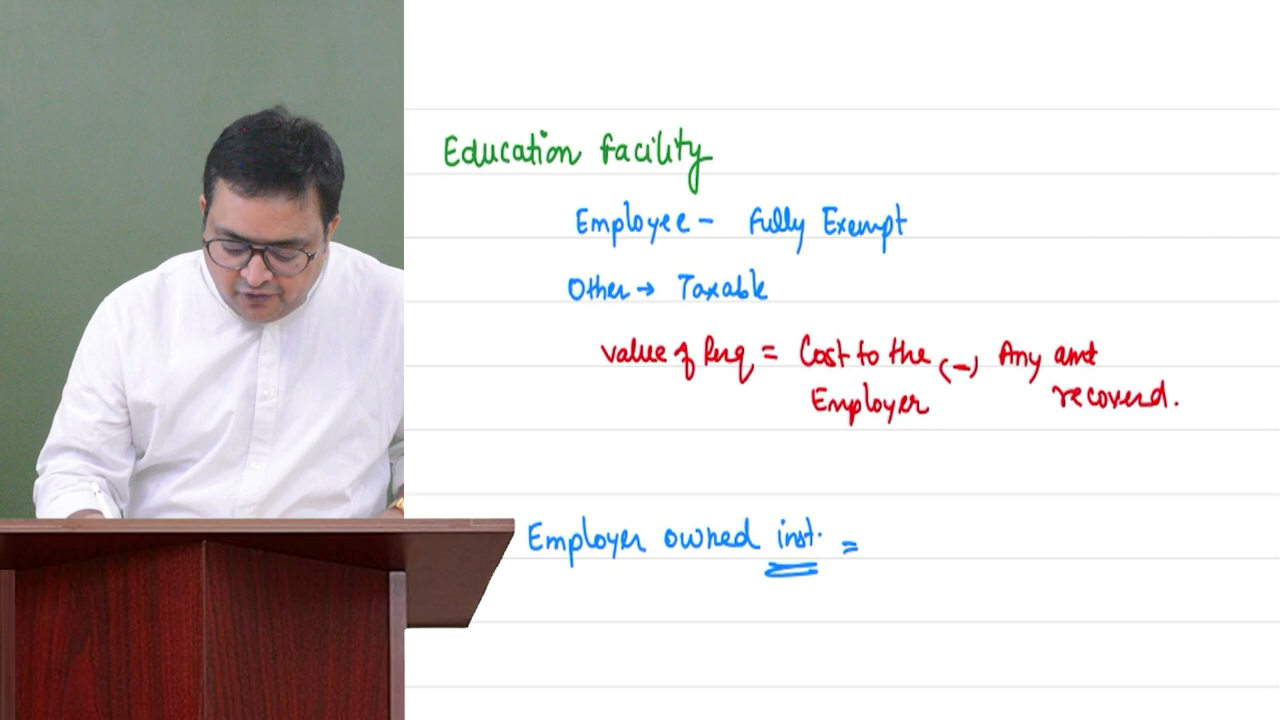 Education facility
Employee - Fully Exempt
Other → Taxable
value of Perq = Cost to the (-) Any amt
Employer recoverd.
Employer owned inst. =